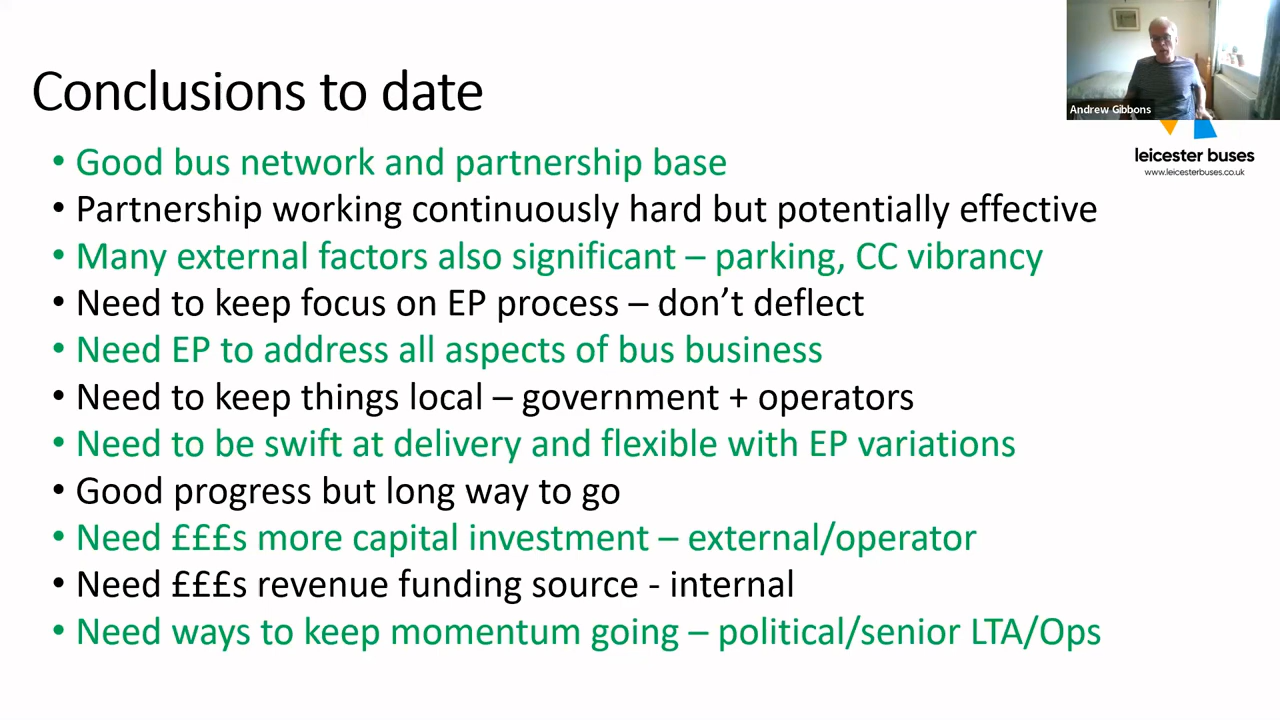 Conclusions to date
Andrew Gibbons
leicester buses
www.leicesterbuses.co.uk
• Good bus network and partnership base
• Partnership working continuously hard but potentially effective
• Many external factors also significant – parking, CC vibrancy
• Need to keep focus on EP process – don’t deflect
• Need EP to address all aspects of bus business
• Need to keep things local – government + operators
• Need to be swift at delivery and flexible with EP variations
• Good progress but long way to go
• Need £££s more capital investment – external/operator
• Need £££s revenue funding source - internal
• Need ways to keep momentum going – political/senior LTA/Ops